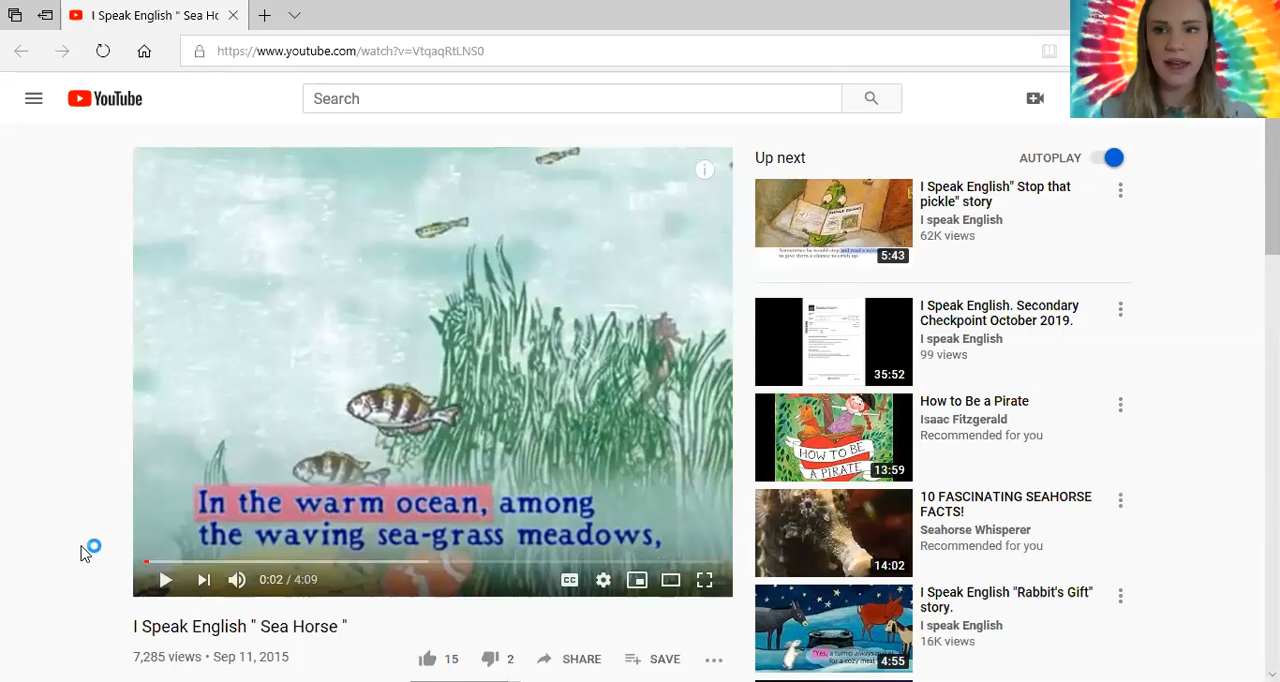 I Speak English " Sea Ho
https://www.youtube.com/watch?v=VtqaqRtLNS0
YouTube
Search
In the warm ocean, among
the waving sea-grass meadows,
0:02 / 4:09
CC
I Speak English " Sea Horse "
7,285 views • Sep 11, 2015
15
2
SHARE
SAVE
Up next
AUTOPLAY
I Speak English" Stop that
pickle" story
I speak English
62K views
5:43
I Speak English. Secondary
Checkpoint October 2019.
I speak English
99 views
35:52
How to Be a Pirate
Isaac Fitzgerald
Recommended for you
HOW TO BE
A PIRATE
13:59
10 FASCINATING SEAHORSE
FACTS!
Seahorse Whisperer
Recommended for you
14:02
I Speak English "Rabbit's Gift"
story.
I speak English
16K views
4:55